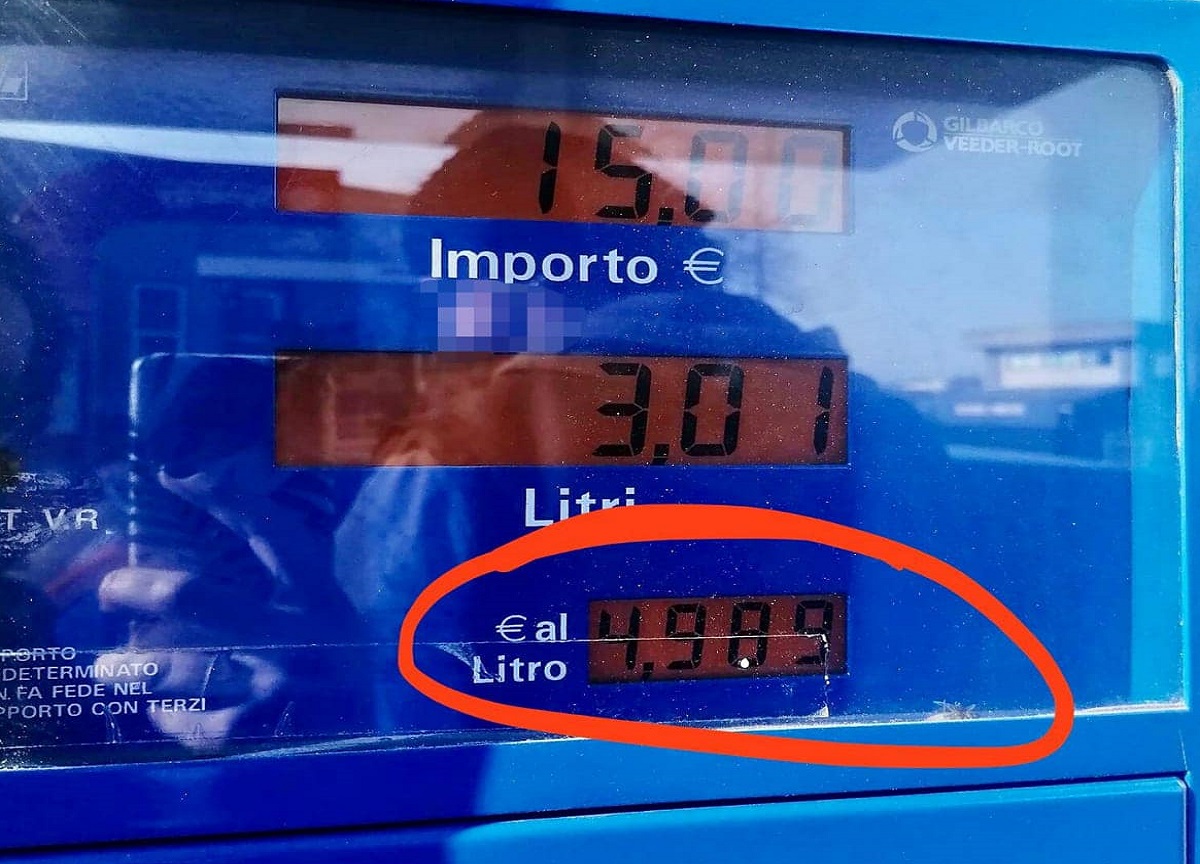 GILBARCO
VEEDER-ROOT
15,00
Importo €
3,01
Litri
T V.R.
€ al
Litro
4,989
PORTO
DETERMINATO
N. FA FEDE NEL
PPORTO CON TERZI